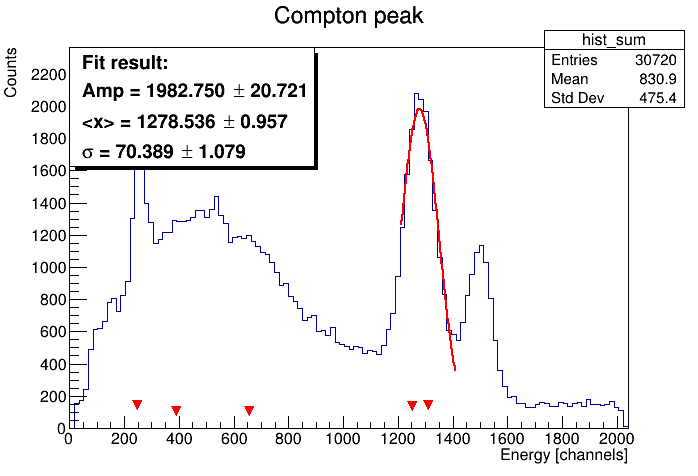 Compton peak
hist_sum
Entries 30720
Mean 830.9
Std Dev 475.4
Fit result:
Amp = 1982.750 ± 20.721
<x> = 1278.536 ± 0.957
σ = 70.389 ± 1.079
Counts
2200
2000
1800
1600
1400
1200
1000
800
600
400
200
0
0 200 400 600 800 1000 1200 1400 1600 1800 2000
Energy [channels]